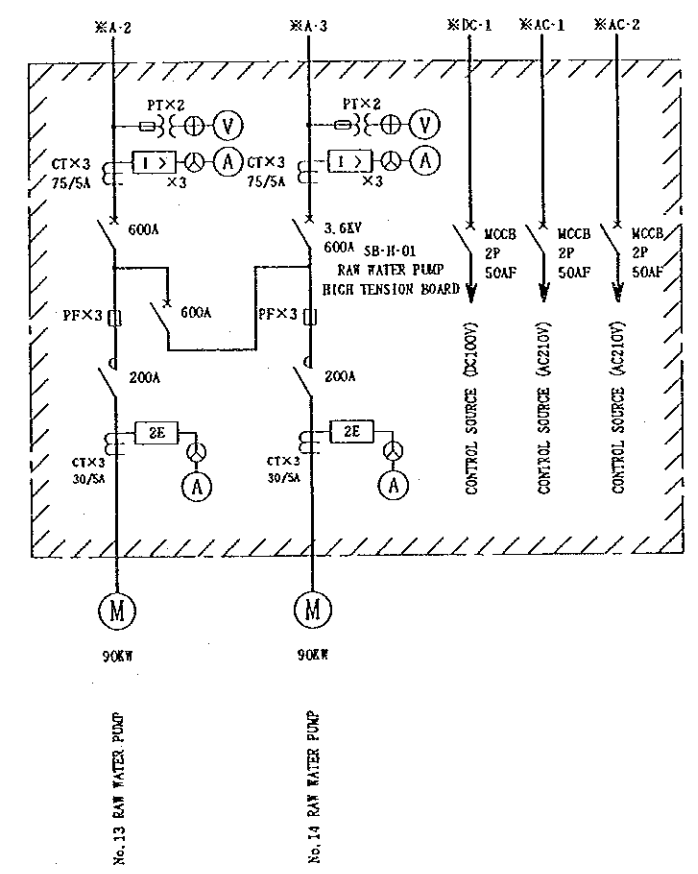 ※A-2
※A-3
※DC-1
※AC-1
※AC-2
PT×2
PT×2
V
V
CT×3
75/5A
I >
×3
A
CT×3
75/5A
I >
×3
A
600A
3.6KV
600A
SB-H-01
RAW WATER PUMP
HIGH TENSION BOARD
MCCB
2P
50AF
MCCB
2P
50AF
MCCB
2P
50AF
600A
PF×3
PF×3
200A
200A
2E
2E
CT×3
30/5A
A
CT×3
30/5A
A
CONTROL SOURCE (DC100V)
CONTROL SOURCE (AC210V)
CONTROL SOURCE (AC210V)
M
M
90KW
90KW
No.13 RAW WATER PUMP
No.14 RAW WATER PUMP